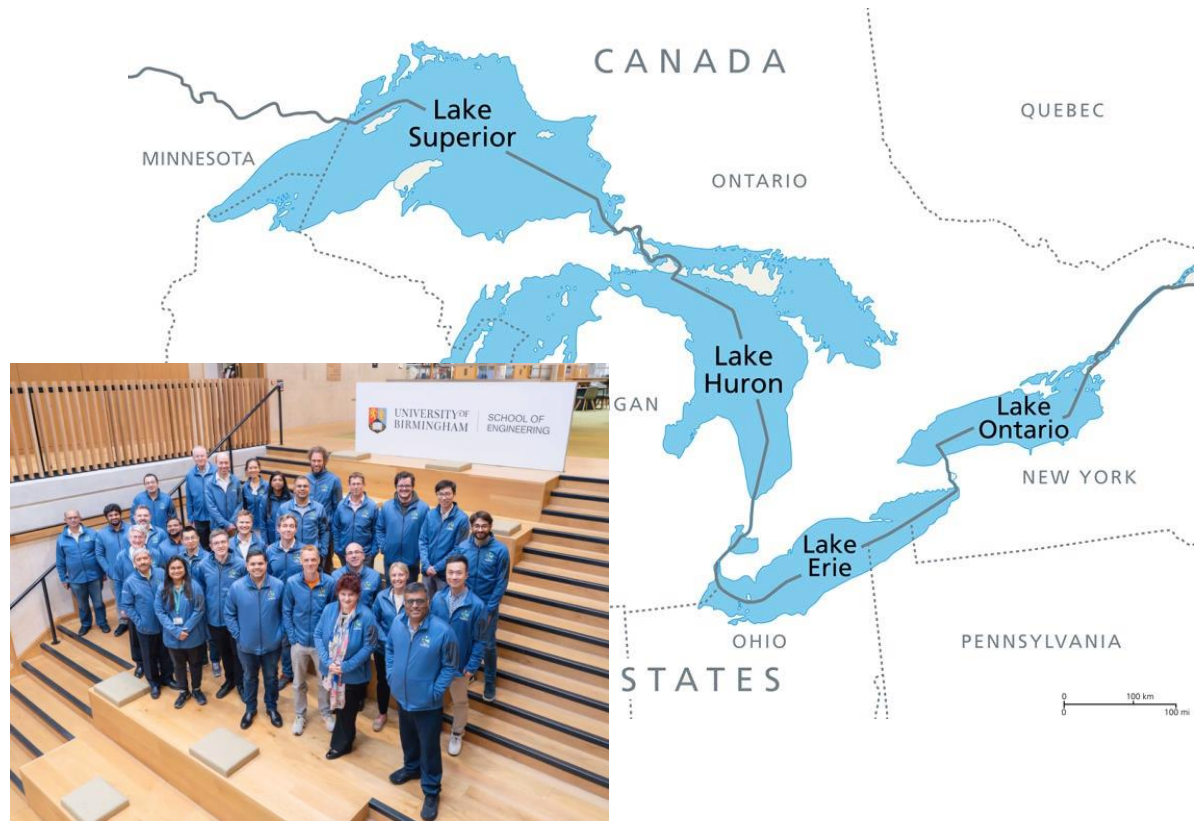 CANADA
QUEBEC
Lake
Superior
MINNESOTA
ONTARIO
Lake
Huron
GAN
Lake
Ontario
NEW YORK
Lake
Erie
OHIO
PENNSYLVANIA
STATES
0 100 km
0 100 mi
UNIVERSITY OF
BIRMINGHAM
SCHOOL OF
ENGINEERING